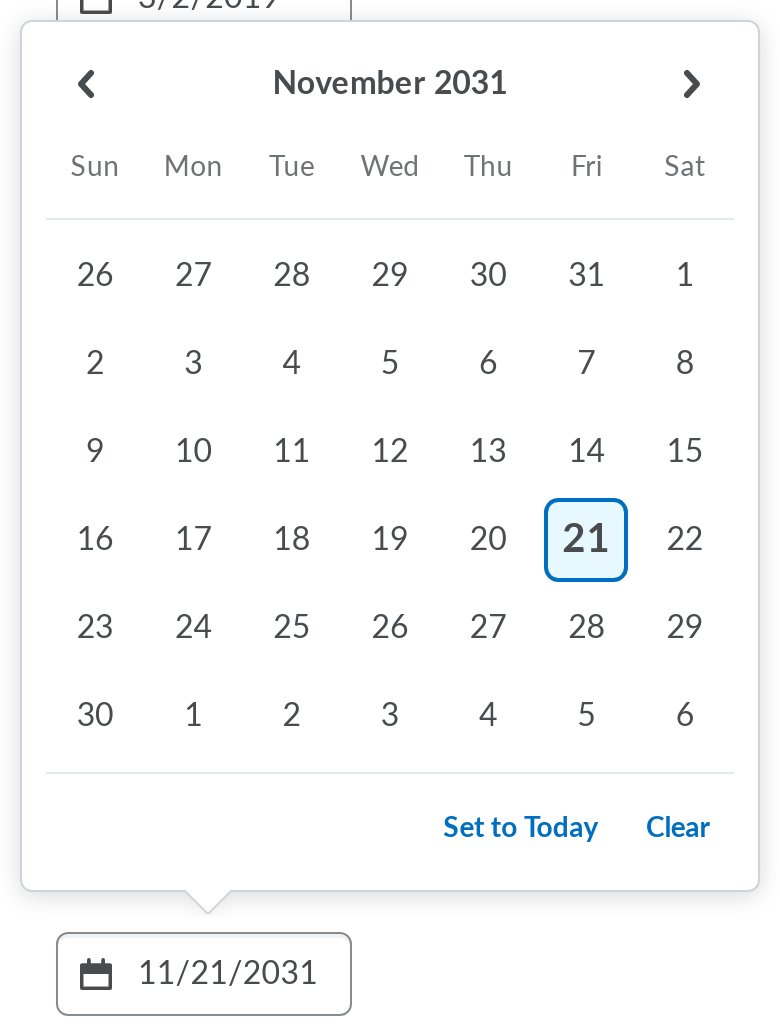 3/2/2019
November 2031
Sun Mon Tue Wed Thu Fri Sat
26 27 28 29 30 31 1
2 3 4 5 6 7 8
9 10 11 12 13 14 15
16 17 18 19 20 21 22
23 24 25 26 27 28 29
30 1 2 3 4 5 6
Set to Today Clear
11/21/2031